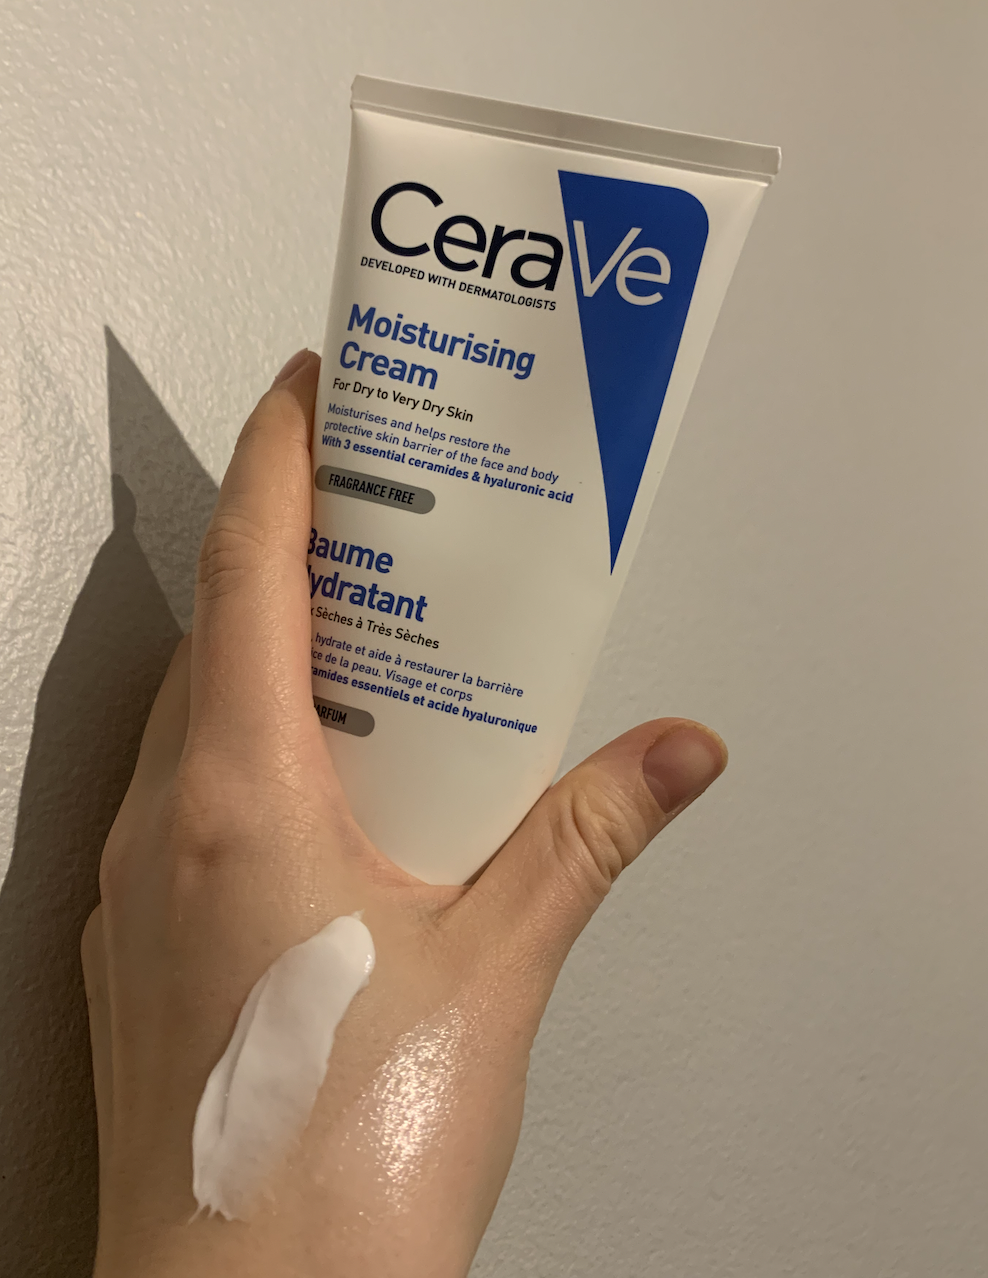 CeraVe
DEVELOPED WITH DERMATOLOGISTS
Moisturising
Cream
For Dry to Very Dry Skin
Moisturises and helps restore the
protective skin barrier of the face and body
With 3 essential ceramides & hyaluronic acid
FRAGRANCE FREE
Baume
ydratant
Sèches à Très Sèches
, hydrate et aide à restaurer la barrière
de la peau. Visage et corps
ramides essentiels et acide hyaluronique
ARFUM